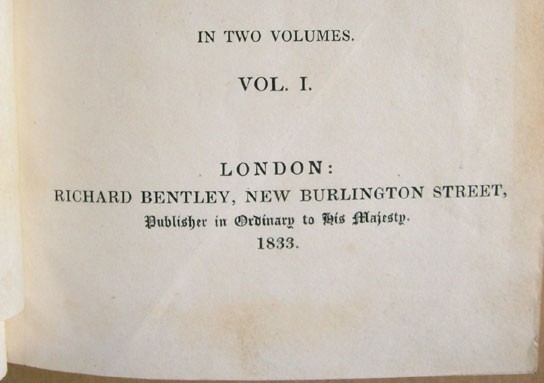 IN TWO VOLUMES.
VOL. I.
LONDON:
RICHARD BENTLEY, NEW BURLINGTON STREET,
Publisher in Ordinary to His Majesty.
1833.